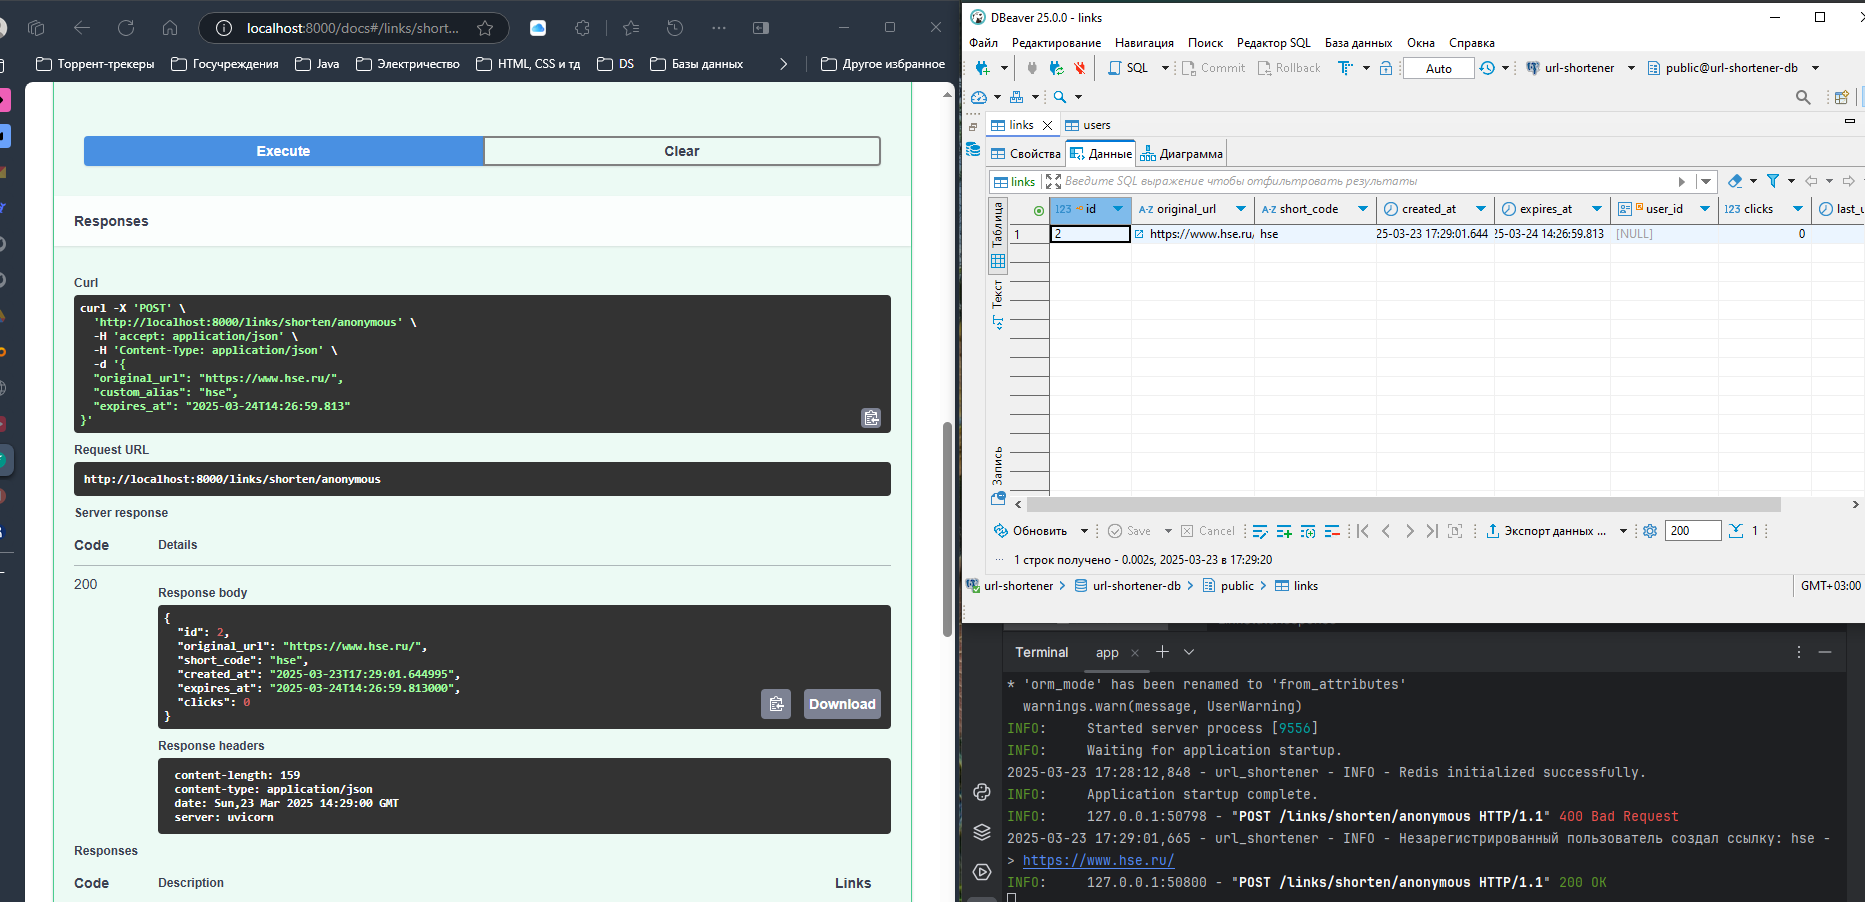 localhost:8000/docs#/links/short...
Торрент-трекеры
Госучреждения
Java
Электричество
HTML, CSS и тд
DS
Базы данных
Другое избранное
Execute
Clear
Responses
Curl
curl -X 'POST' \
'http://localhost:8000/links/shorten/anonymous' \
-H 'accept: application/json' \
-H 'Content-Type: application/json' \
-d '{
"original_url": "https://www.hse.ru/",
"custom_alias": "hse",
"expires_at": "2025-03-24T14:26:59.813"
}'
Request URL
http://localhost:8000/links/shorten/anonymous
Server response
Code Details
200
Response body
{
"id": 2,
"original_url": "https://www.hse.ru/",
"short_code": "hse",
"created_at": "2025-03-23T17:29:01.644995",
"expires_at": "2025-03-24T14:26:59.813000",
"clicks": 0
}
Download
Response headers
content-length: 159
content-type: application/json
date: Sun,23 Mar 2025 14:29:00 GMT
server: uvicorn
Responses
Code Description Links
DBeaver 25.0.0 - links
Файл Редактирование Навигация Поиск Редактор SQL База данных Окна Справка
SQL Commit Rollback Auto url-shortener public@url-shortener-db
links users
Свойства Данные Диаграмма
links Введите SQL выражение чтобы отфильтровать результаты
Таблица
Текст
Запись
123 id A-Z original_url A-Z short_code created_at expires_at user_id 123 clicks last_u
1 2 https://www.hse.ru/ hse 25-03-23 17:29:01.644 25-03-24 14:26:59.813 [NULL] 0
Обновить Save Cancel Экспорт данных ... 200 1
1 строк получено - 0.002s, 2025-03-23 в 17:29:20
url-shortener url-shortener-db public links GMT+03:00
Terminal app
* 'orm_mode' has been renamed to 'from_attributes'
warnings.warn(message, UserWarning)
INFO: Started server process [9556]
INFO: Waiting for application startup.
2025-03-23 17:28:12,848 - url_shortener - INFO - Redis initialized successfully.
INFO: Application startup complete.
INFO: 127.0.0.1:50798 - "POST /links/shorten/anonymous HTTP/1.1" 400 Bad Request
2025-03-23 17:29:01,665 - url_shortener - INFO - Незарегистрированный пользователь создал ссылку: hse -
> https://www.hse.ru/
INFO: 127.0.0.1:50800 - "POST /links/shorten/anonymous HTTP/1.1" 200 OK